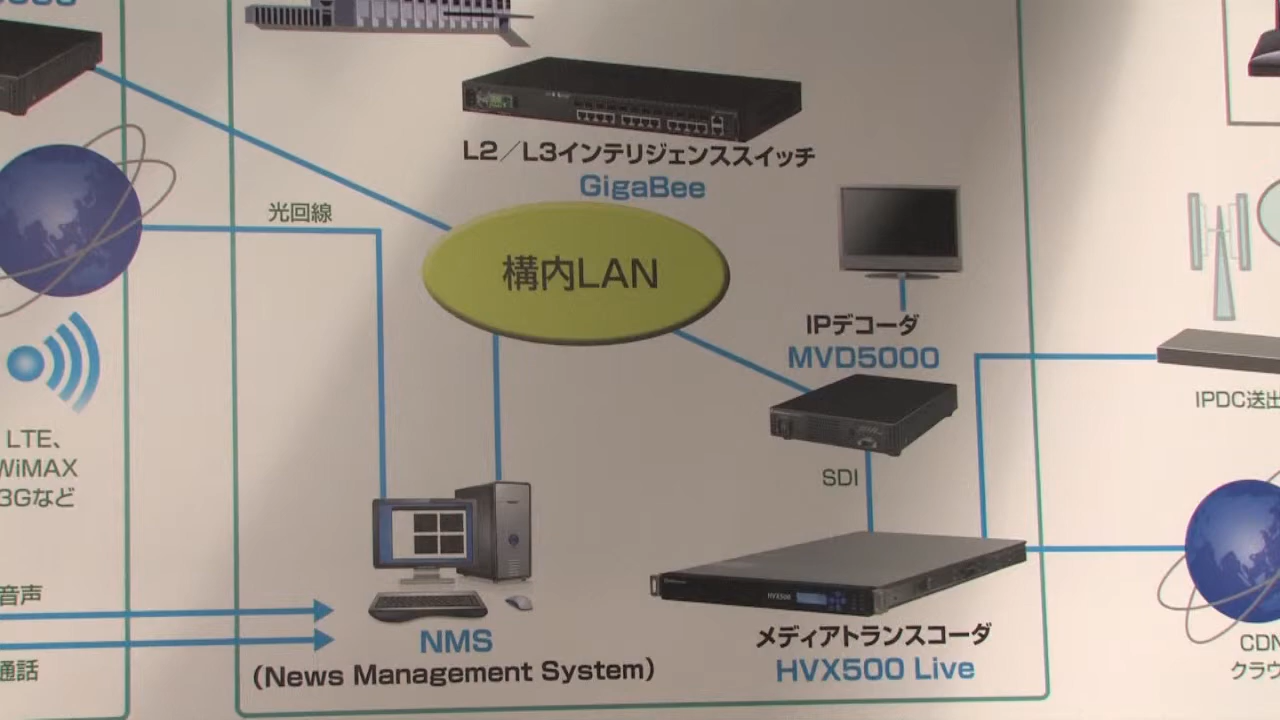 L2／L3インテリジェンススイッチ
GigaBee
光回線
構内LAN
IPデコーダ
MVD5000
IPDC送出
LTE、
WiMAX
3Gなど
SDI
HVX500
音声
通話
NMS
(News Management System)
メディアトランスコーダ
HVX500 Live
CDN
クラウ